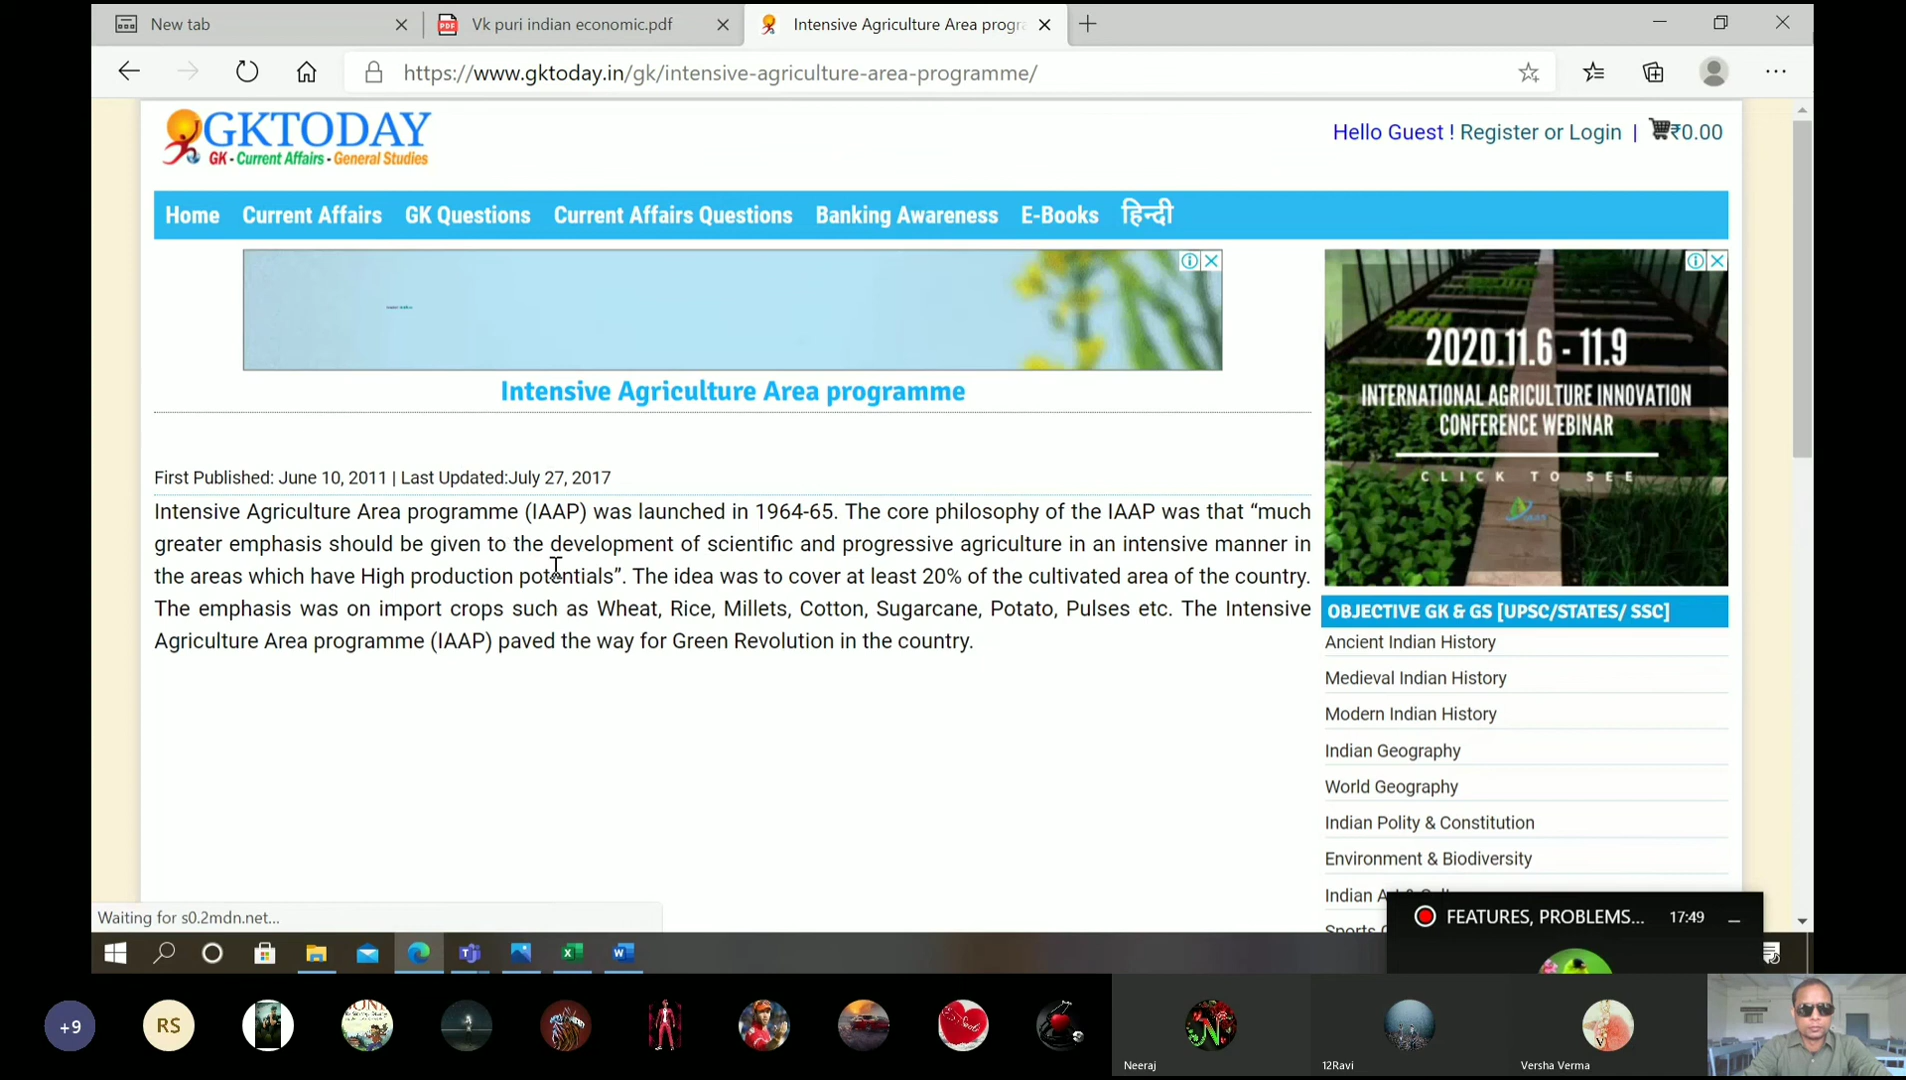 New tab
Vk puri indian economic.pdf
Intensive Agriculture Area progr
https://www.gktoday.in/gk/intensive-agriculture-area-programme/
GKTODAY
GK - Current Affairs - General Studies
Hello Guest ! Register or Login | ₹0.00
Home Current Affairs GK Questions Current Affairs Questions Banking Awareness E-Books हिन्दी
Intensive Agriculture Area programme
First Published: June 10, 2011 | Last Updated:July 27, 2017
Intensive Agriculture Area programme (IAAP) was launched in 1964-65. The core philosophy of the IAAP was that “much
greater emphasis should be given to the development of scientific and progressive agriculture in an intensive manner in
the areas which have High production potentials”. The idea was to cover at least 20% of the cultivated area of the country.
The emphasis was on import crops such as Wheat, Rice, Millets, Cotton, Sugarcane, Potato, Pulses etc. The Intensive
Agriculture Area programme (IAAP) paved the way for Green Revolution in the country.
2020.11.6 - 11.9
INTERNATIONAL AGRICULTURE INNOVATION
CONFERENCE WEBINAR
CLICK TO SEE
OBJECTIVE GK & GS [UPSC/STATES/ SSC]
Ancient Indian History
Medieval Indian History
Modern Indian History
Indian Geography
World Geography
Indian Polity & Constitution
Environment & Biodiversity
Indian
Sports
Waiting for s0.2mdn.net...
FEATURES, PROBLEMS... 17:49
+9
RS
Neeraj
12Ravi
Versha Verma